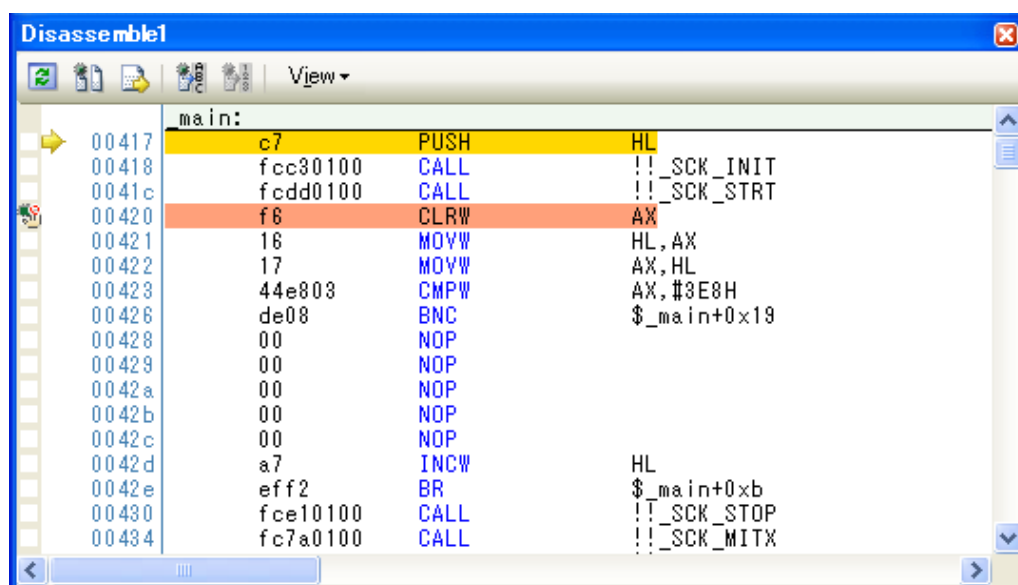 Disassemble1
View
_main:
00417 c7 PUSH HL
00418 fcc30100 CALL !!_SCK_INIT
0041c fcdd0100 CALL !!_SCK_STRT
00420 f6 CLRW AX
00421 16 MOVW HL,AX
00422 17 MOVW AX,HL
00423 44e803 CMPW AX,#3E8H
00426 de08 BNC $_main+0x19
00428 00 NOP
00429 00 NOP
0042a 00 NOP
0042b 00 NOP
0042c 00 NOP
0042d a7 INCW HL
0042e eff2 BR $_main+0xb
00430 fce10100 CALL !!_SCK_STOP
00434 fc7a0100 CALL !!_SCK_MITX